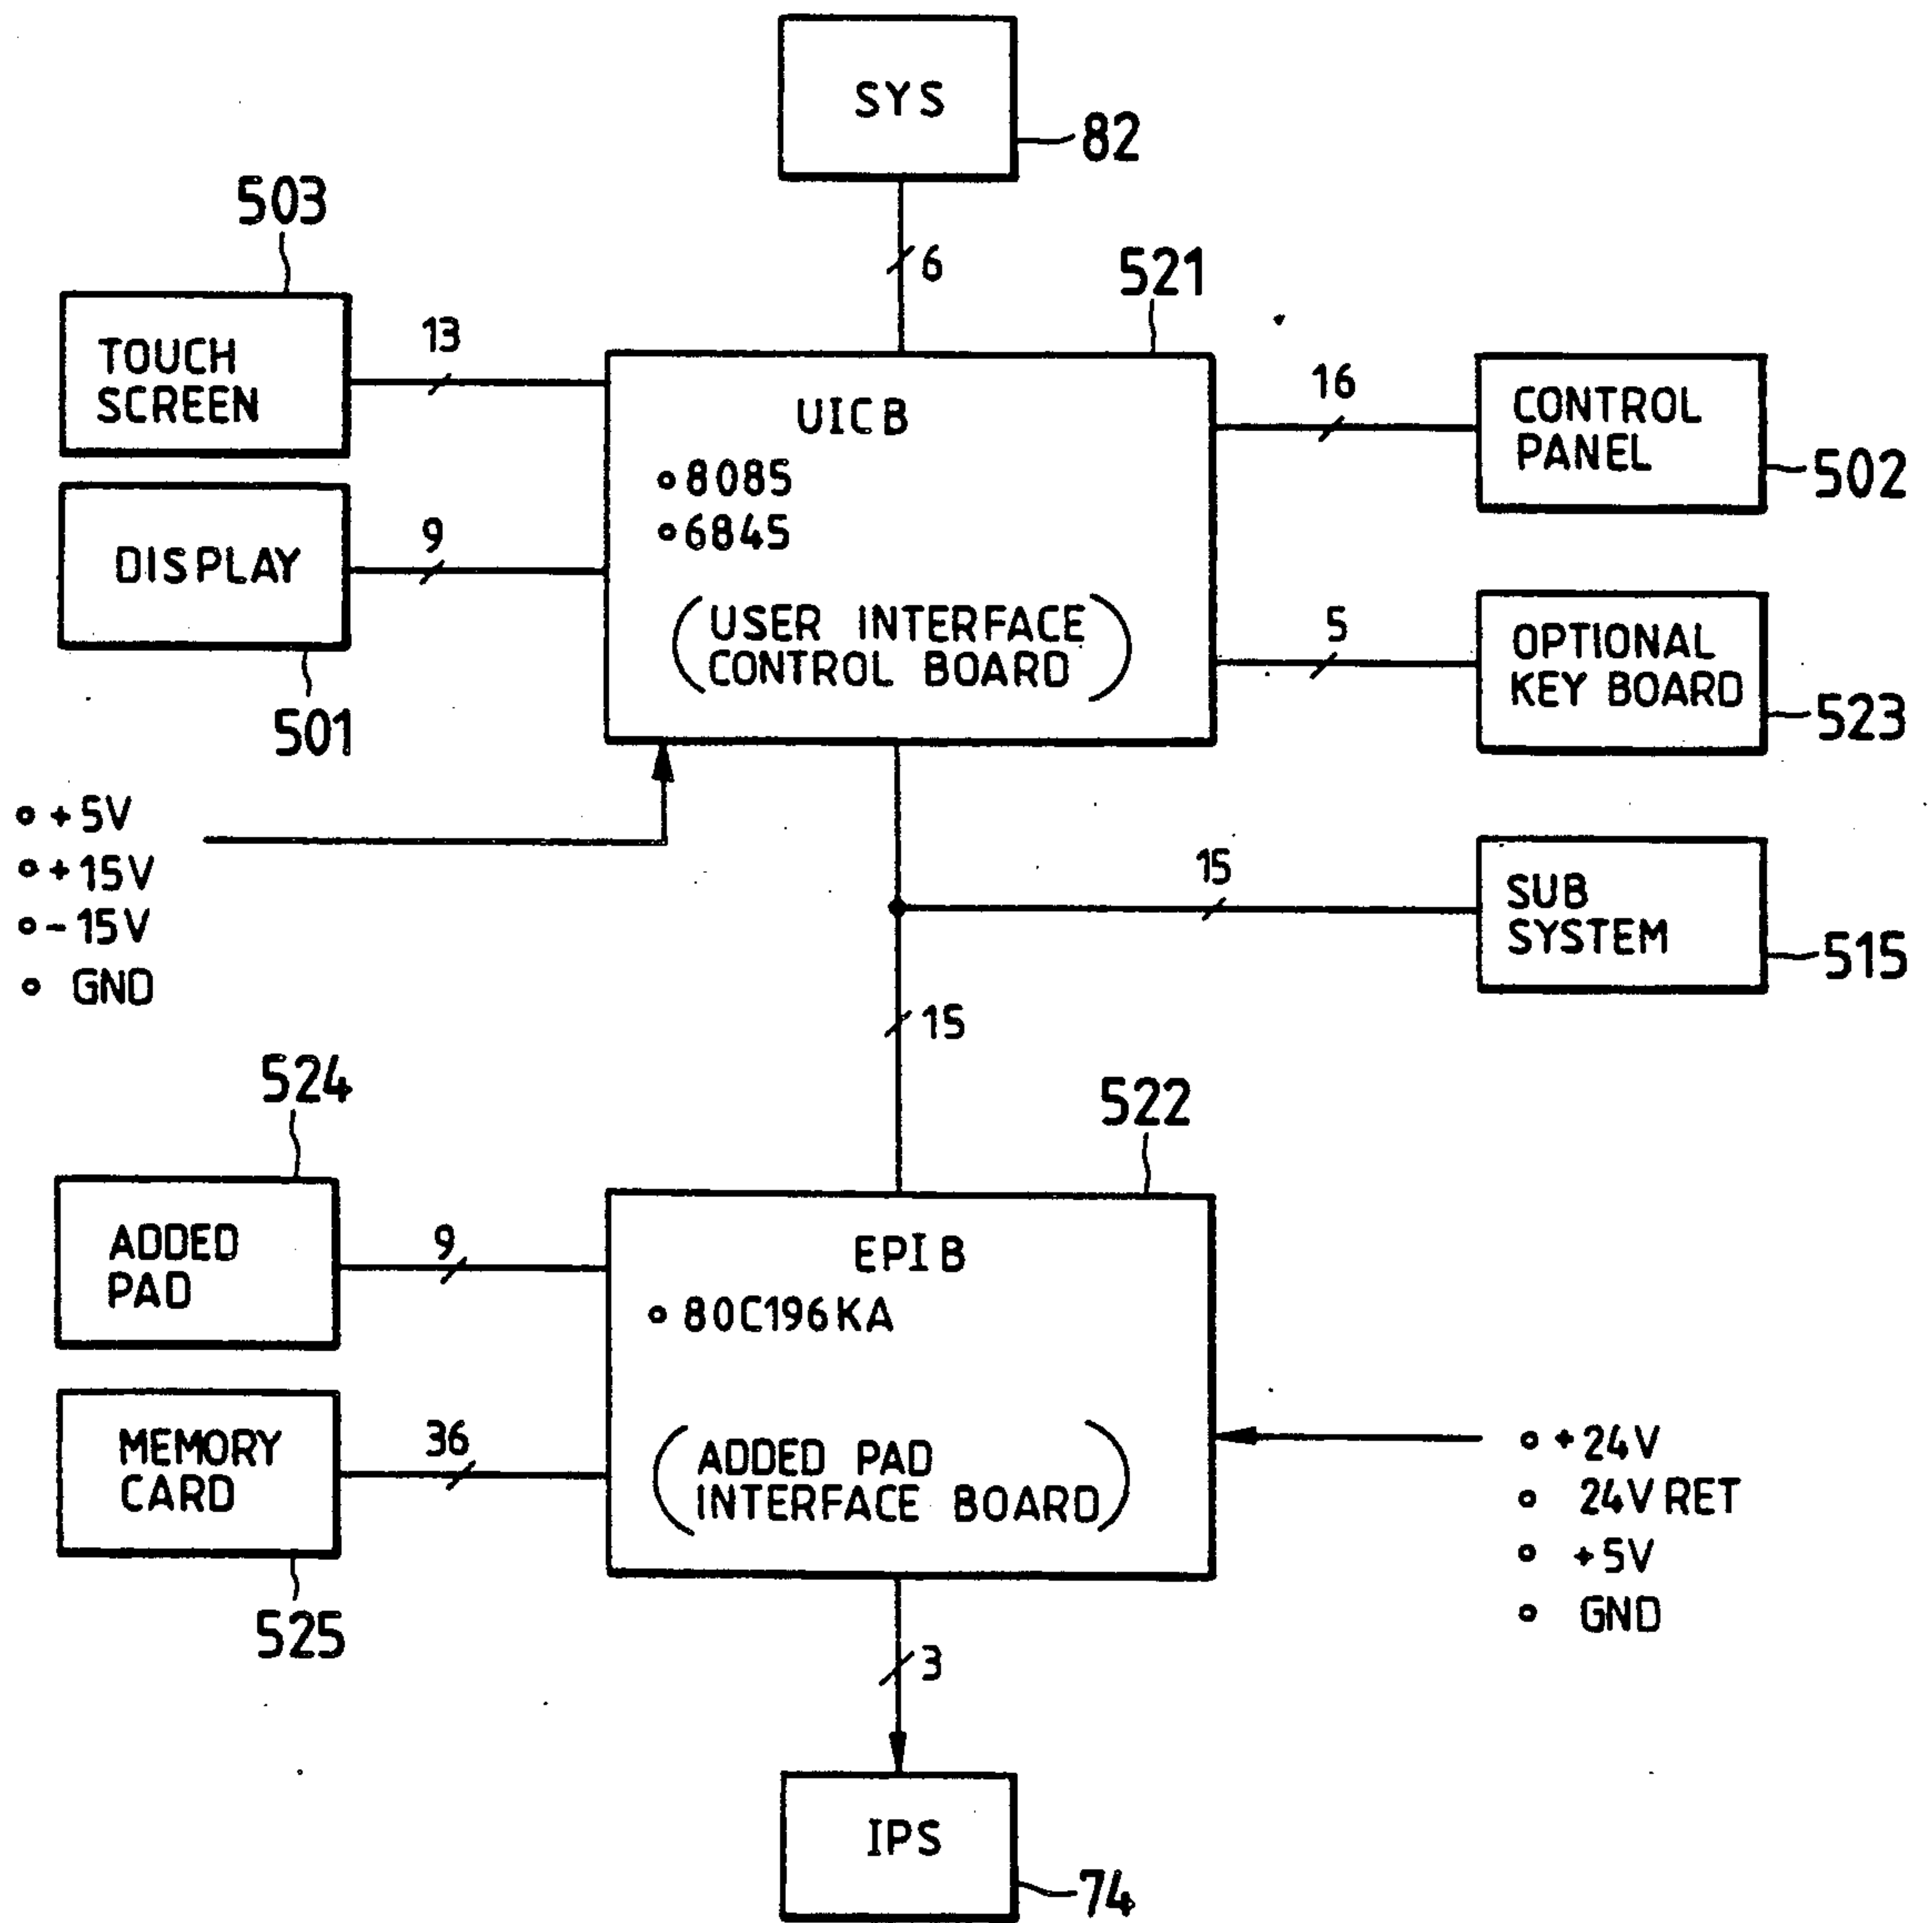 SYS
82
6
503
TOUCH
SCREEN
13
521
UICB
∘8085
∘6845
(USER INTERFACE
CONTROL BOARD)
16
CONTROL
PANEL
502
DISPLAY
9
501
5
OPTIONAL
KEY BOARD
523
∘+5V
∘+15V
∘-15V
∘ GND
15
SUB
SYSTEM
515
15
524
ADDED
PAD
9
522
EPIB
∘80C196KA
(ADDED PAD
INTERFACE BOARD)
MEMORY
CARD
36
525
∘+24V
∘ 24V RET
∘ +5V
∘ GND
3
IPS
74